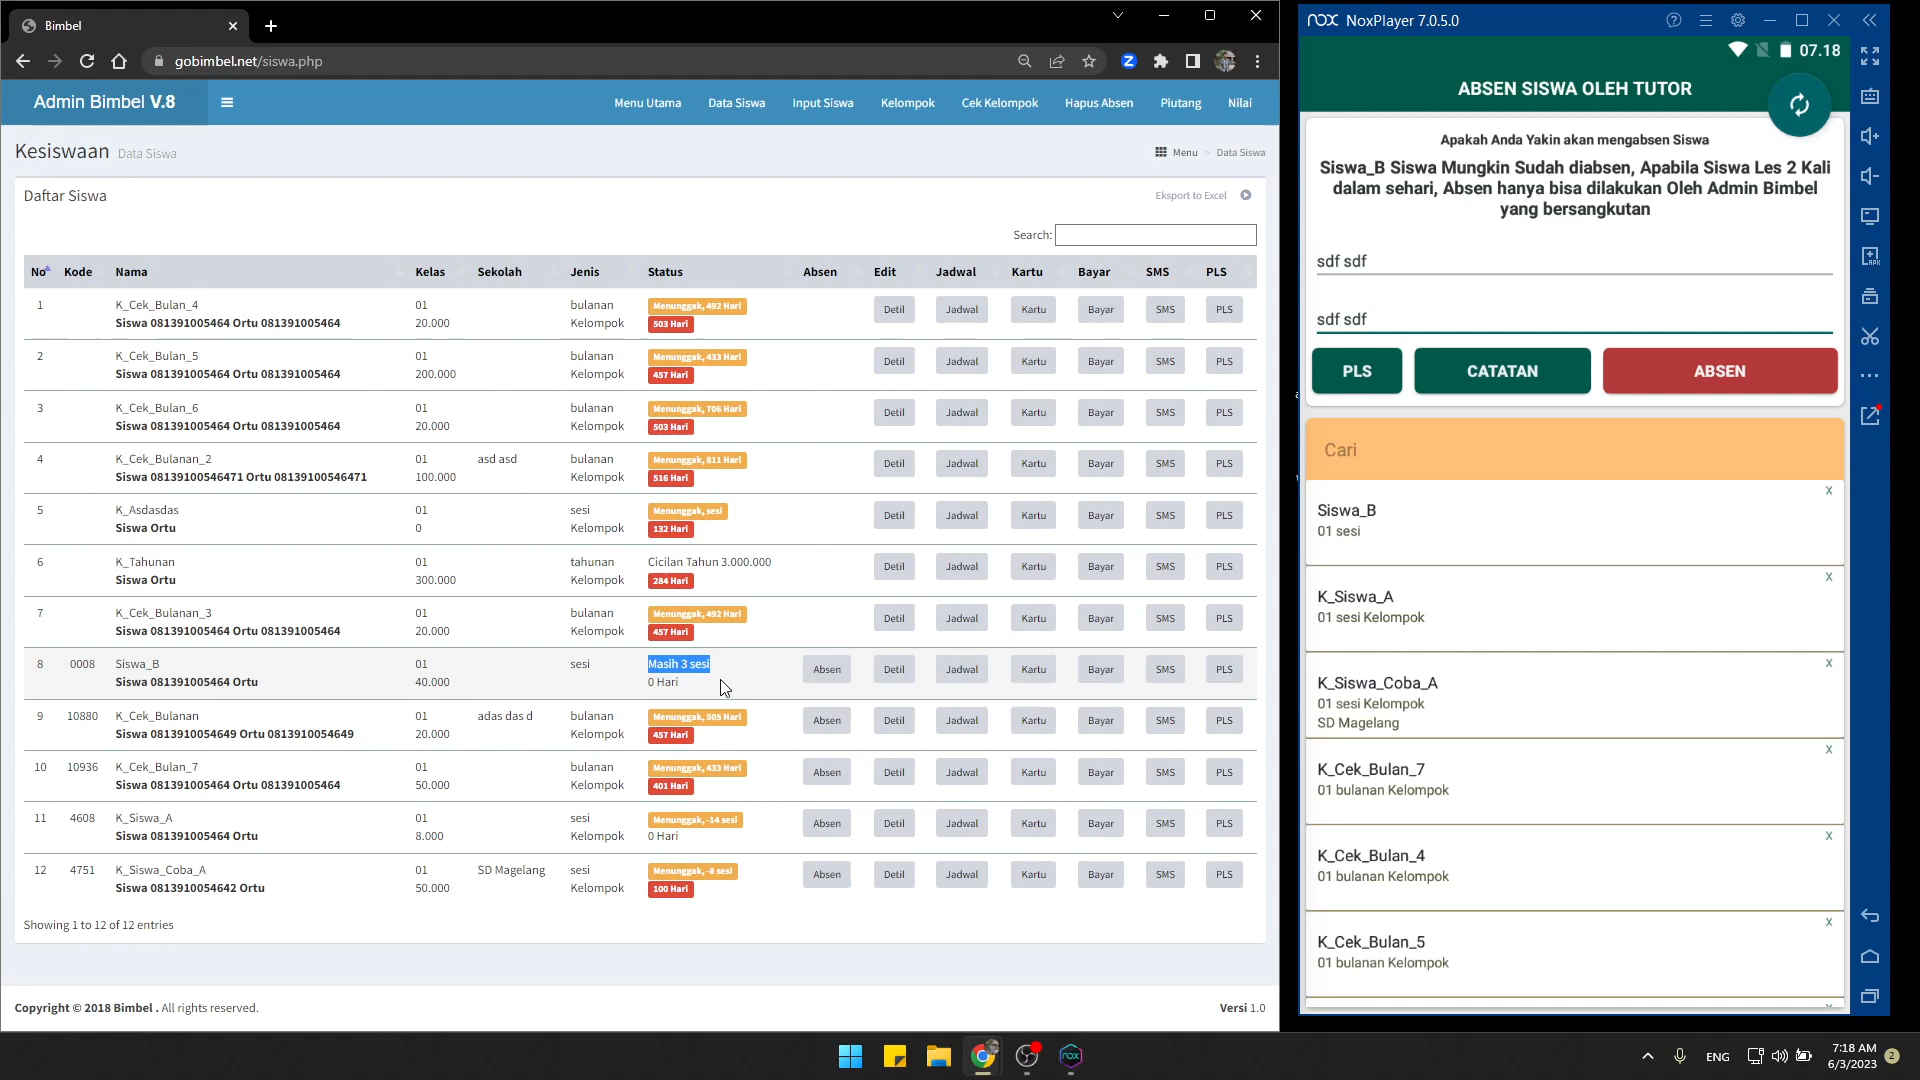 Bimbel
gobimbel.net/siswa.php
Admin Bimbel V.8
Menu Utama Data Siswa Input Siswa Kelompok Cek Kelompok Hapus Absen Piutang Nilai
Kesiswaan Data Siswa
Menu > Data Siswa
Daftar Siswa
Eksport to Excel
Search:
No Kode Nama Kelas Sekolah Jenis Status Absen Edit Jadwal Kartu Bayar SMS PLS
1 K_Cek_Bulan_4 01 bulanan Menunggak, 492 Hari Detil Jadwal Kartu Bayar SMS PLS
Siswa 081391005464 Ortu 081391005464 20.000 Kelompok 503 Hari
2 K_Cek_Bulan_5 01 bulanan Menunggak, 433 Hari Detil Jadwal Kartu Bayar SMS PLS
Siswa 081391005464 Ortu 081391005464 200.000 Kelompok 457 Hari
3 K_Cek_Bulan_6 01 bulanan Menunggak, 706 Hari Detil Jadwal Kartu Bayar SMS PLS
Siswa 081391005464 Ortu 081391005464 20.000 Kelompok 503 Hari
4 K_Cek_Bulanan_2 01 asd asd bulanan Menunggak, 811 Hari Detil Jadwal Kartu Bayar SMS PLS
Siswa 0813910056471 Ortu 08139100546471 100.000 Kelompok 516 Hari
5 K_Asdasdas 01 sesi Menunggak, sesi Detil Jadwal Kartu Bayar SMS PLS
Siswa Ortu 0 Kelompok 132 Hari
6 K_Tahunan 01 tahunan Cicilan Tahun 3.000.000 Detil Jadwal Kartu Bayar SMS PLS
Siswa Ortu 300.000 Kelompok 284 Hari
7 K_Cek_Bulanan_3 01 bulanan Menunggak, 492 Hari Detil Jadwal Kartu Bayar SMS PLS
Siswa 081391005464 Ortu 081391005464 20.000 Kelompok 457 Hari
8 0008 Siswa_B 01 sesi Masih 3 sesi Absen Detil Jadwal Kartu Bayar SMS PLS
Siswa 081391005464 Ortu 40.000 0 Hari
9 10880 K_Cek_Bulanan 01 adas das d bulanan Menunggak, 505 Hari Absen Detil Jadwal Kartu Bayar SMS PLS
Siswa 0813910054649 Ortu 0813910054649 20.000 Kelompok 457 Hari
10 10936 K_Cek_Bulan_7 01 bulanan Menunggak, 433 Hari Absen Detil Jadwal Kartu Bayar SMS PLS
Siswa 081391005464 Ortu 081391005464 50.000 Kelompok 401 Hari
11 4608 K_Siswa_A 01 sesi Menunggak, -14 sesi Absen Detil Jadwal Kartu Bayar SMS PLS
Siswa 081391005464 Ortu 8.000 Kelompok 0 Hari
12 4751 K_Siswa_Coba_A 01 SD Magelang sesi Menunggak, -8 sesi Absen Detil Jadwal Kartu Bayar SMS PLS
Siswa 0813910054642 Ortu 50.000 Kelompok 100 Hari
Showing 1 to 12 of 12 entries
Copyright © 2018 Bimbel . All rights reserved.
Versi 1.0
nox NoxPlayer 7.0.5.0
07.18
ABSEN SISWA OLEH TUTOR
Apakah Anda Yakin akan mengabsen Siswa
Siswa_B Siswa Mungkin Sudah diabsen, Apabila Siswa Les 2 Kali
dalam sehari, Absen hanya bisa dilakukan Oleh Admin Bimbel
yang bersangkutan
sdf sdf
sdf sdf
PLS CATATAN ABSEN
Cari
x
Siswa_B
01 sesi
x
K_Siswa_A
01 sesi Kelompok
x
K_Siswa_Coba_A
01 sesi Kelompok
SD Magelang
x
K_Cek_Bulan_7
01 bulanan Kelompok
x
K_Cek_Bulan_4
01 bulanan Kelompok
x
K_Cek_Bulan_5
01 bulanan Kelompok
ENG
7:18 AM
6/3/2023
2